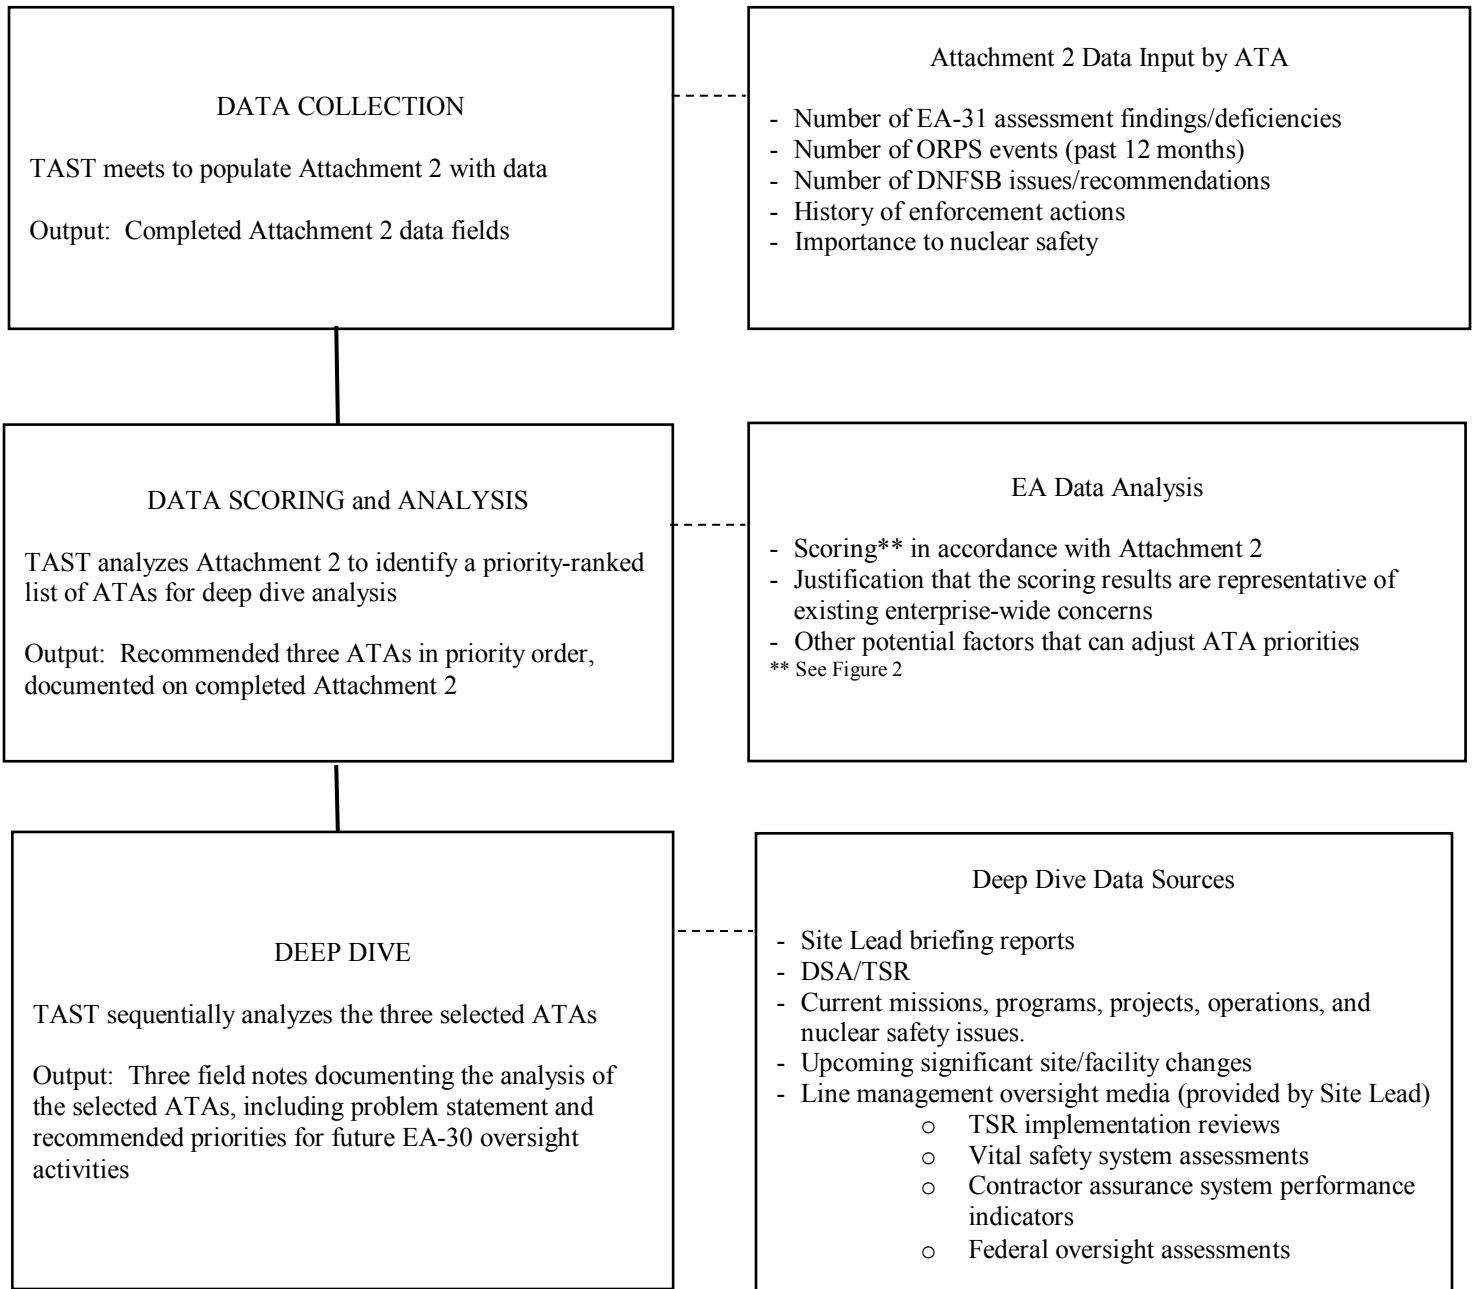 DATA COLLECTION
TAST meets to populate Attachment 2 with data
Output:  Completed Attachment 2 data fields
Attachment 2 Data Input by ATA
- Number of EA-31 assessment findings/deficiencies
- Number of ORPS events (past 12 months)
- Number of DNFSB issues/recommendations
- History of enforcement actions
- Importance to nuclear safety
DATA SCORING and ANALYSIS
TAST analyzes Attachment 2 to identify a priority-ranked
list of ATAs for deep dive analysis
Output:  Recommended three ATAs in priority order,
documented on completed Attachment 2
EA Data Analysis
- Scoring** in accordance with Attachment 2
- Justification that the scoring results are representative of
existing enterprise-wide concerns
- Other potential factors that can adjust ATA priorities
** See Figure 2
DEEP DIVE
TAST sequentially analyzes the three selected ATAs
Output:  Three field notes documenting the analysis of
the selected ATAs, including problem statement and
recommended priorities for future EA-30 oversight
activities
Deep Dive Data Sources
- Site Lead briefing reports
- DSA/TSR
- Current missions, programs, projects, operations, and
nuclear safety issues.
- Upcoming significant site/facility changes
- Line management oversight media (provided by Site Lead)
o TSR implementation reviews
o Vital safety system assessments
o Contractor assurance system performance
indicators
o Federal oversight assessments